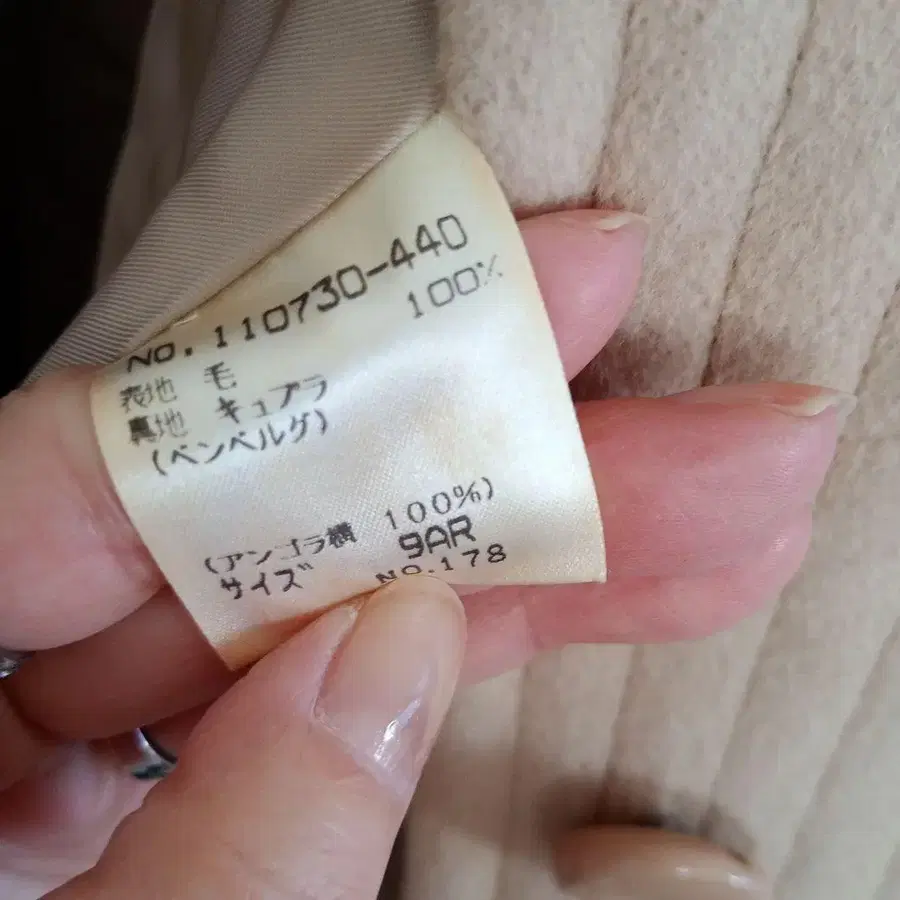 NO.110730-440
表地 毛 100%
裏地 キュプラ
(ベンベルグ)
(アンゴラ横 100%)
サイズ 9AR
NO.178